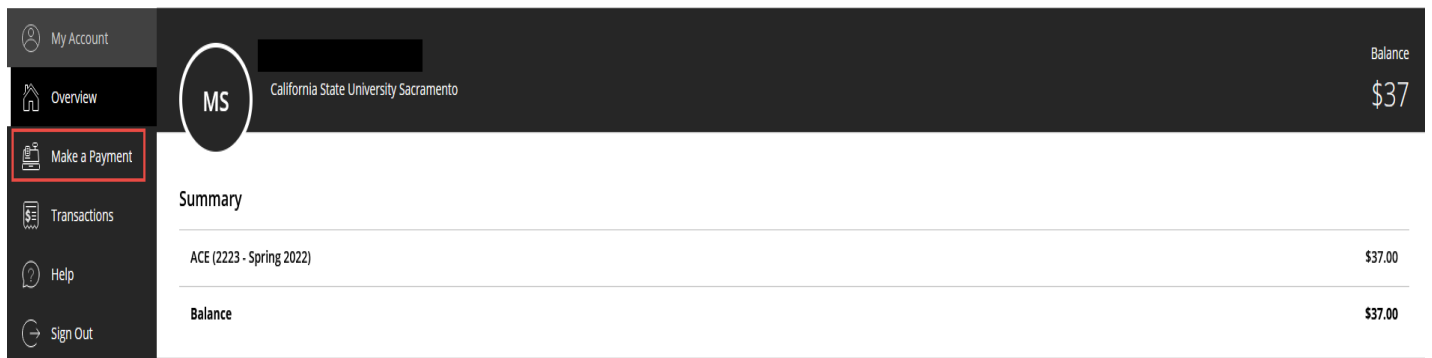 My Account
Overview
Make a Payment
Transactions
Help
Sign Out
MS
California State University Sacramento
Balance
$37
Summary
ACE (2223 - Spring 2022) $37.00
Balance $37.00